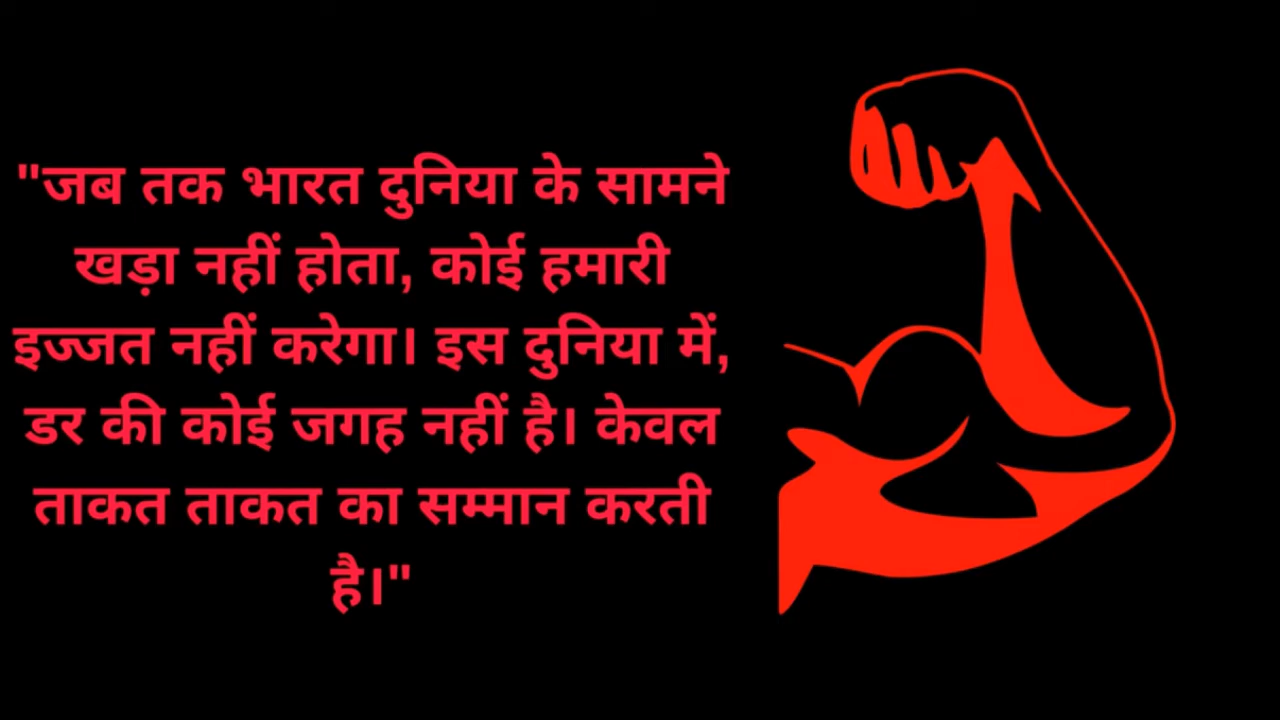 "जब तक भारत दुनिया के सामने
खड़ा नहीं होता, कोई हमारी
इज्जत नहीं करेगा। इस दुनिया में,
डर की कोई जगह नहीं है। केवल
ताकत ताकत का सम्मान करती
है।"